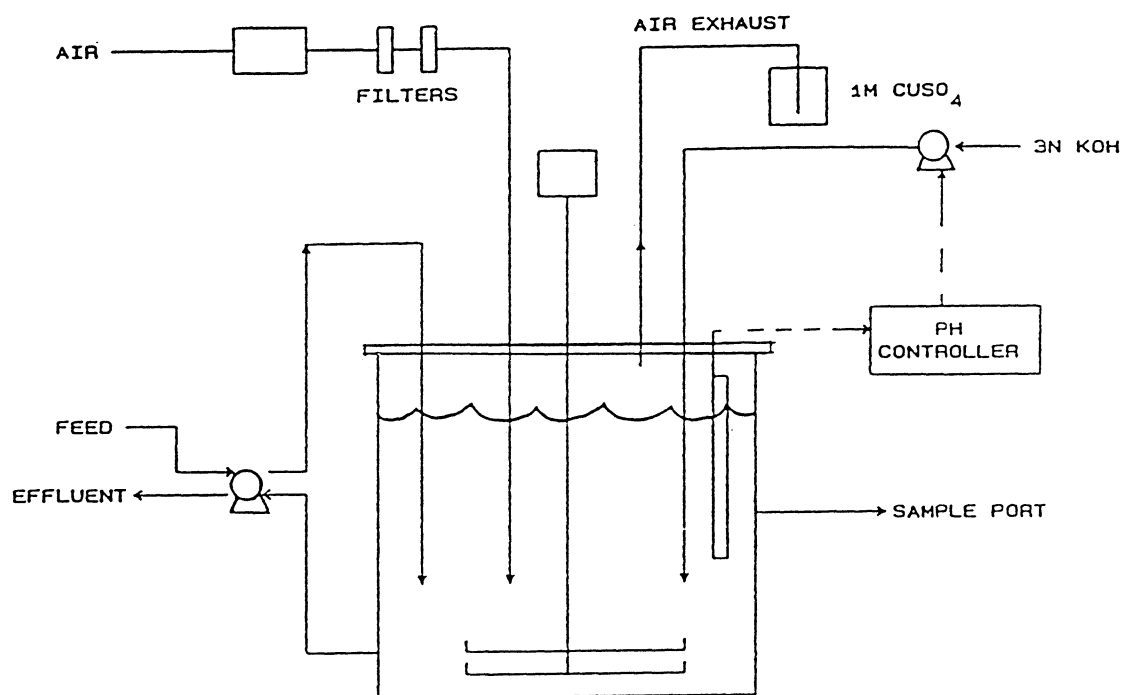 AIR EXHAUST
AIR
FILTERS
1M CUSO4
3N KOH
PH
CONTROLLER
FEED
EFFLUENT
SAMPLE PORT